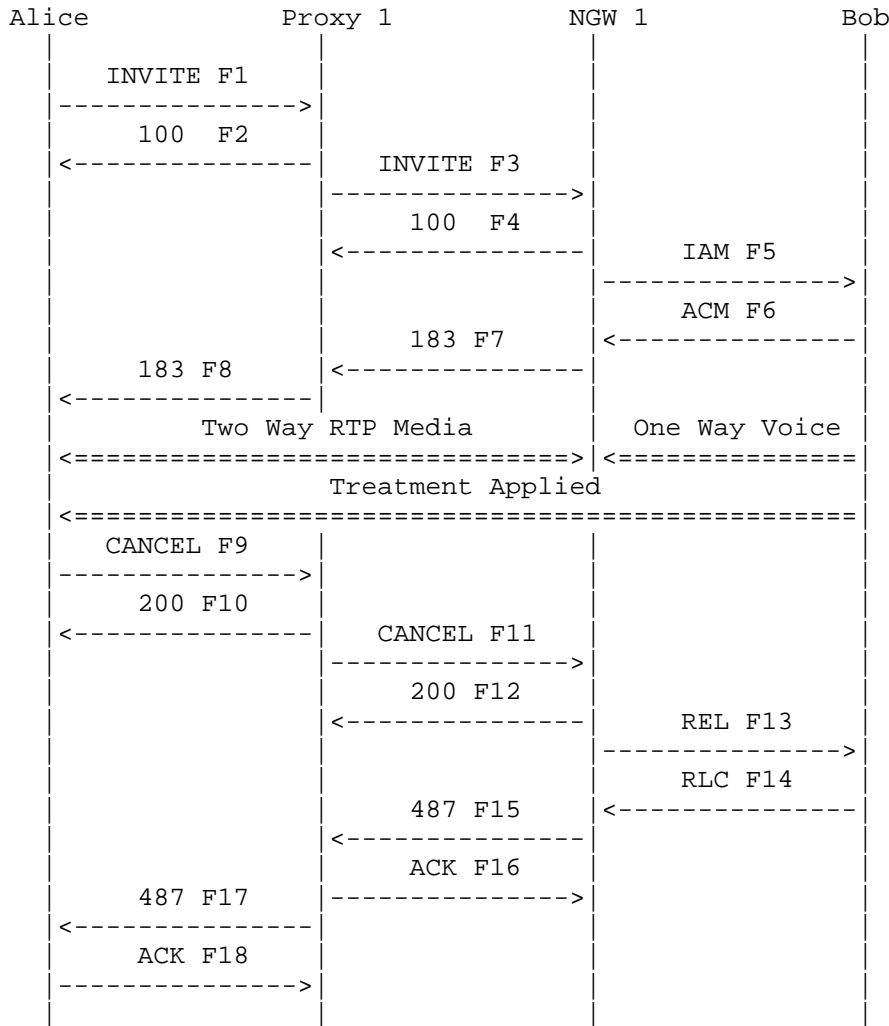 Alice Proxy 1 NGW 1 Bob
INVITE F1
100 F2
INVITE F3
100 F4
IAM F5
ACM F6
183 F7
183 F8
Two Way RTP Media One Way Voice
Treatment Applied
CANCEL F9
200 F10
CANCEL F11
200 F12
REL F13
RLC F14
487 F15
ACK F16
487 F17
ACK F18